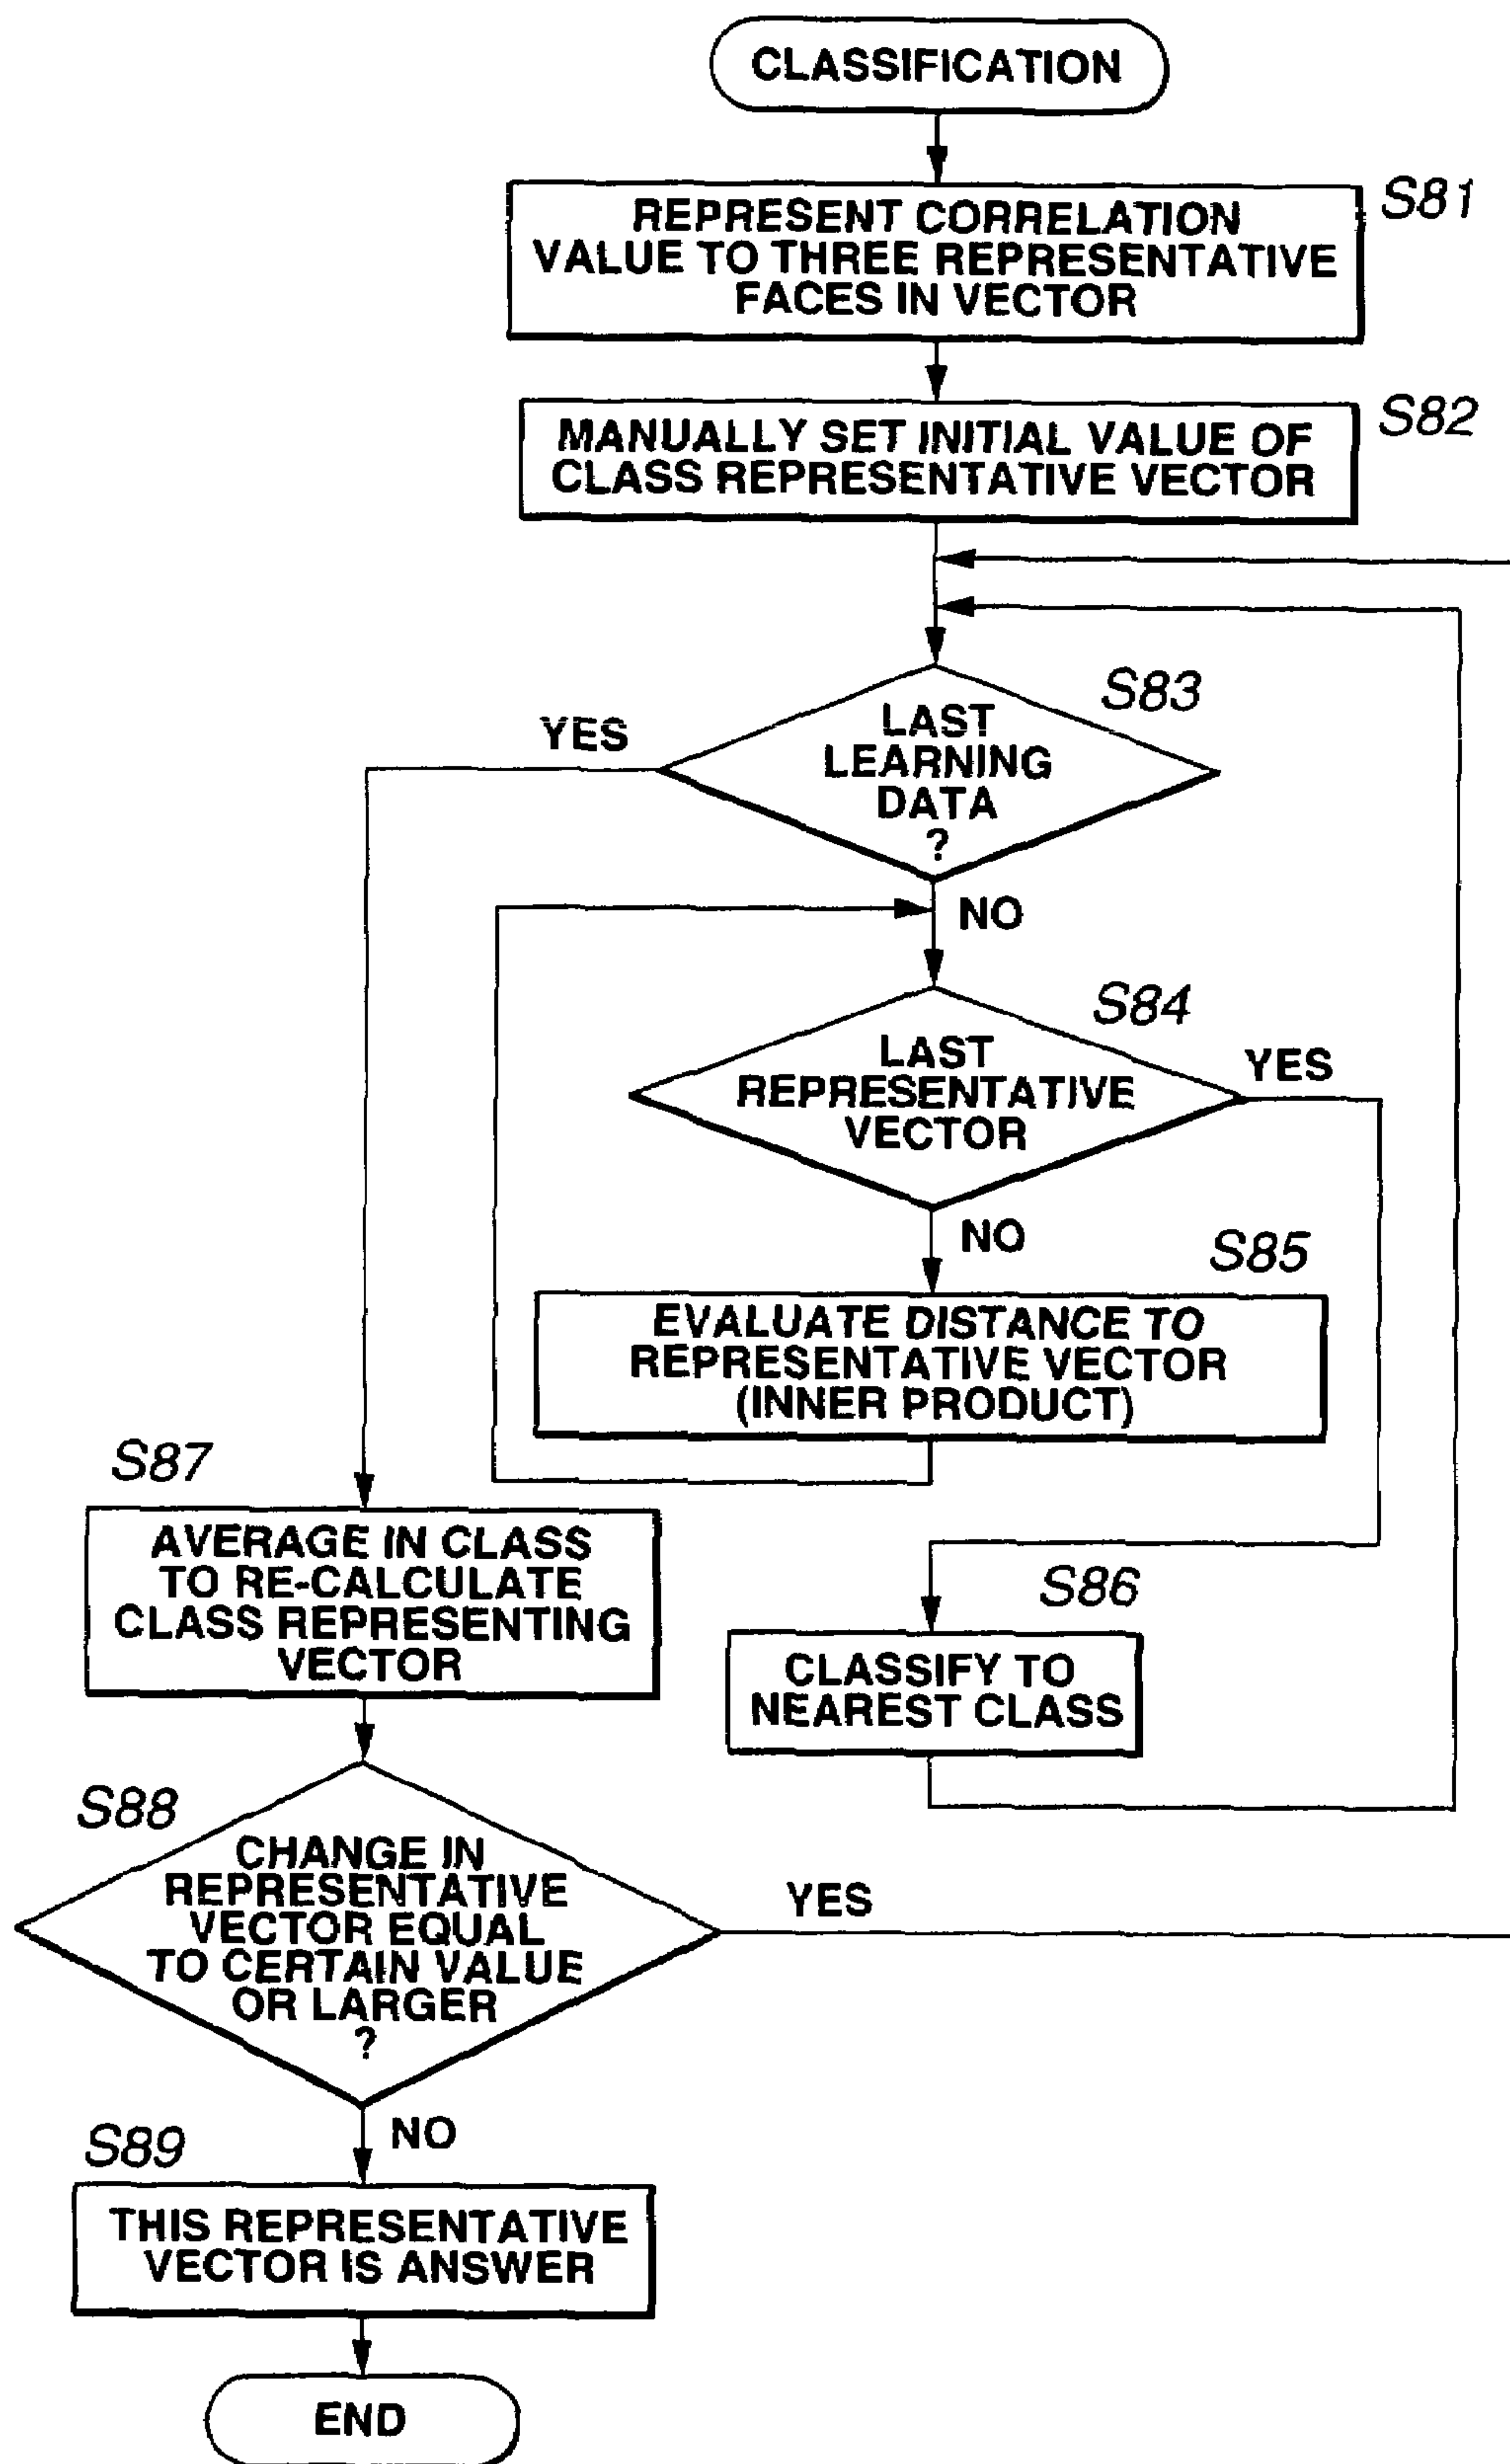 CLASSIFICATION
S81
REPRESENT CORRELATION
VALUE TO THREE REPRESENTATIVE
FACES IN VECTOR
S82
MANUALLY SET INITIAL VALUE OF
CLASS REPRESENTATIVE VECTOR
S83
YES
LAST
LEARNING
DATA
?
NO
S84
LAST
REPRESENTATIVE
VECTOR
YES
NO
S85
EVALUATE DISTANCE TO
REPRESENTATIVE VECTOR
(INNER PRODUCT)
S87
AVERAGE IN CLASS
TO RE-CALCULATE
CLASS REPRESENTING
VECTOR
S86
CLASSIFY TO
NEAREST CLASS
S88
CHANGE IN
REPRESENTATIVE
VECTOR EQUAL
TO CERTAIN VALUE
OR LARGER
?
YES
NO
S89
THIS REPRESENTATIVE
VECTOR IS ANSWER
END